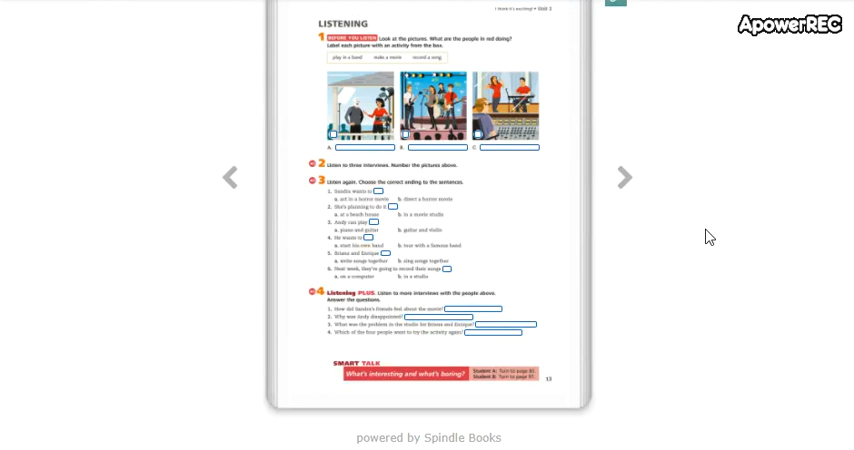 I think it's exciting! • Unit 3
ApowerREC
LISTENING
1 BEFORE YOU LISTEN Look at the pictures. What are the people in red doing?
Label each picture with an activity from the box.
play in a band make a movie record a song
A. B. C.
2 Listen to three interviews. Number the pictures above.
3 Listen again. Choose the correct ending to the sentences.
1. Sandra wants to
a. act in a horror movie b. direct a horror movie
2. She's planning to do it
a. at a beach house b. in a movie studio
3. Andy can play
a. piano and guitar b. guitar and violin
4. He wants to
a. start his own band b. tour with a famous band
5. Briana and Enrique
a. write songs together b. sing songs together
6. Next week, they're going to record their songs
a. on a computer b. in a studio
4 Listening PLUS. Listen to more interviews with the people above.
Answer the questions.
1. How did Sandra's friends feel about the movie?
2. Why was Andy disappointed?
3. What was the problem in the studio for Briana and Enrique?
4. Which of the four people want to try the activity again?
SMART TALK
What's interesting and what's boring?
Student A: Turn to page
Student B: Turn to page
13
powered by Spindle Books